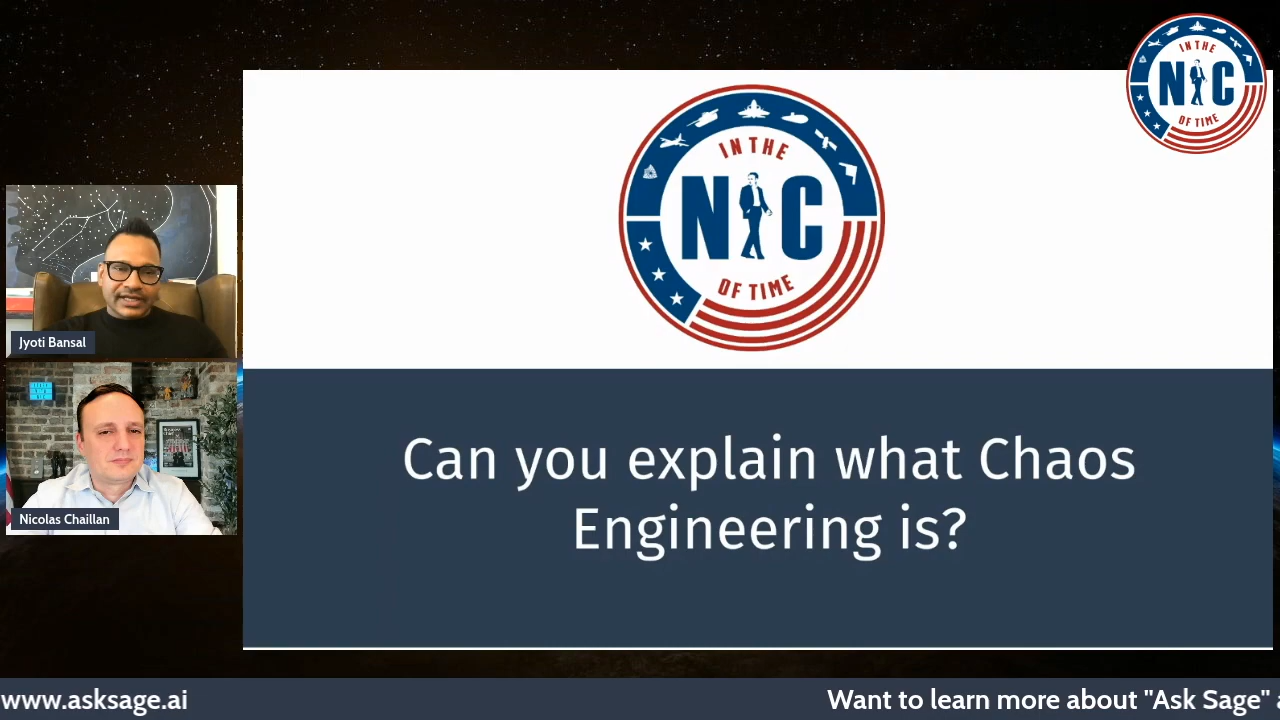 IN THE
NIC
OF TIME
IN THE
NIC
OF TIME
Jyoti Bansal
Nicolas Chaillan
Can you explain what Chaos
Engineering is?
www.asksage.ai
Want to learn more about "Ask Sage" a